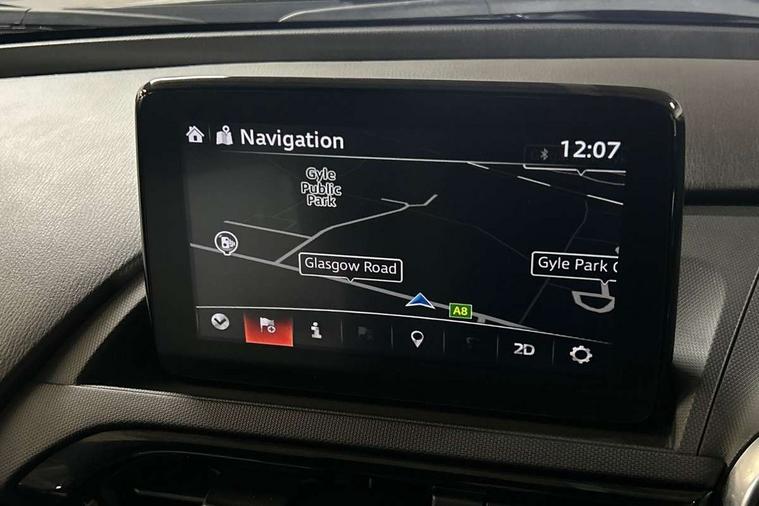 Navigation
12:07
Gyle
Public
Park
Glasgow Road
Gyle Park
A8
2D